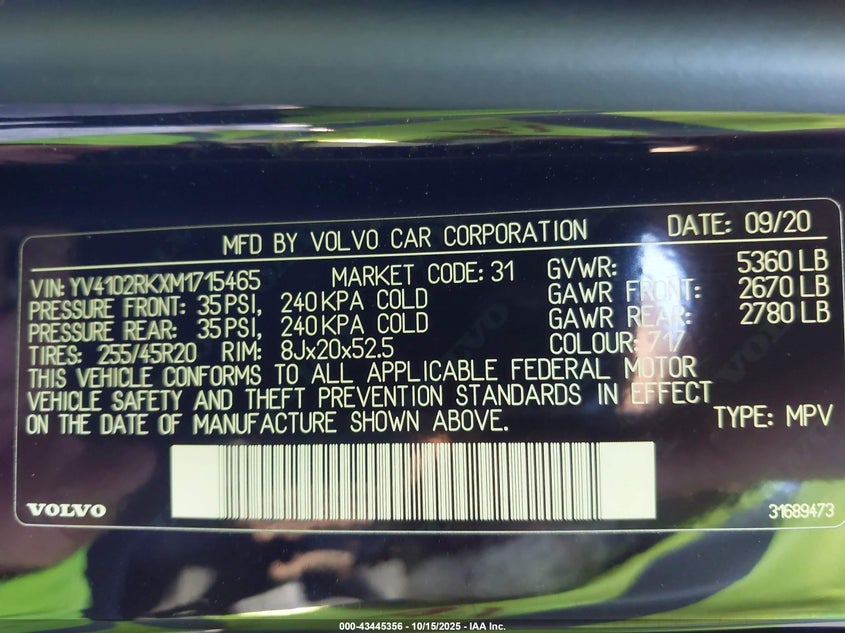 MFD BY VOLVO CAR CORPORATION DATE: 09/20
VIN: YV4102RKXM1715465 MARKET CODE: 31 GVWR: 5360 LB
PRESSURE FRONT: 35 PSI, 240 KPA COLD GAWR FRONT: 2670 LB
PRESSURE REAR: 35 PSI, 240 KPA COLD GAWR REAR: 2780 LB
TIRES: 255/45R20 RIM: 8Jx20x52.5 COLOUR: 717
THIS VEHICLE CONFORMS TO ALL APPLICABLE FEDERAL MOTOR
VEHICLE SAFETY AND THEFT PREVENTION STANDARDS IN EFFECT
ON THE DATE OF MANUFACTURE SHOWN ABOVE. TYPE: MPV
VOLVO 31689473
000-43445356 - 10/15/2025 - IAA Inc.